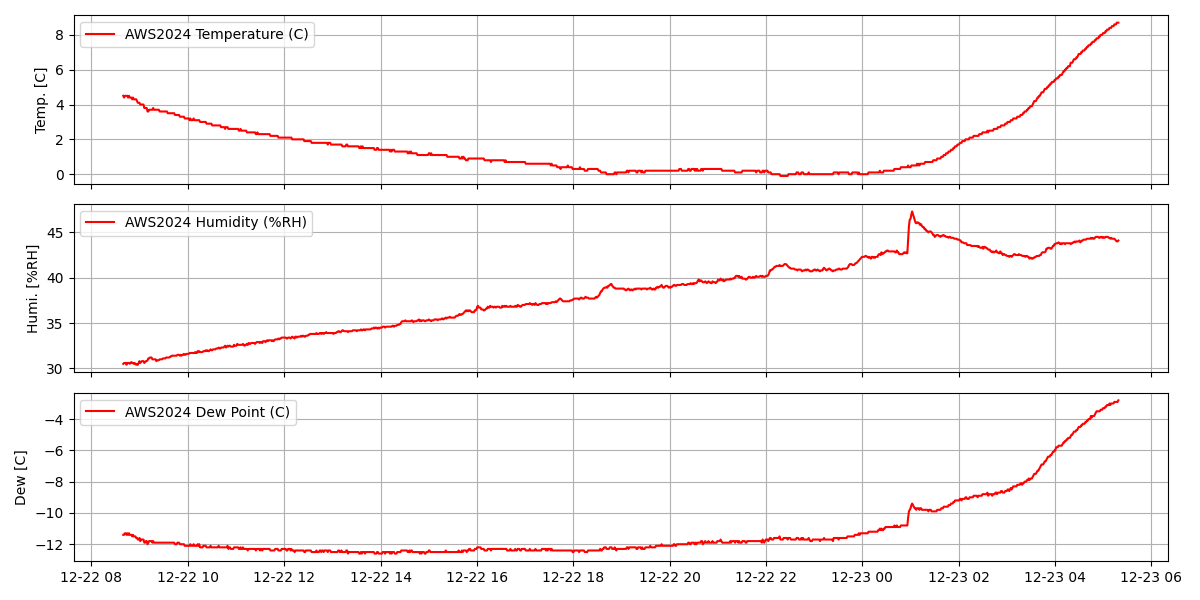 AWS2024 Temperature (C)
Temp. [C]
8
6
4
2
0
AWS2024 Humidity (%RH)
Humi. [%RH]
45
40
35
30
AWS2024 Dew Point (C)
Dew [C]
−4
−6
−8
−10
−12
12-22 08 12-22 10 12-22 12 12-22 14 12-22 16 12-22 18 12-22 20 12-22 22 12-23 00 12-23 02 12-23 04 12-23 06